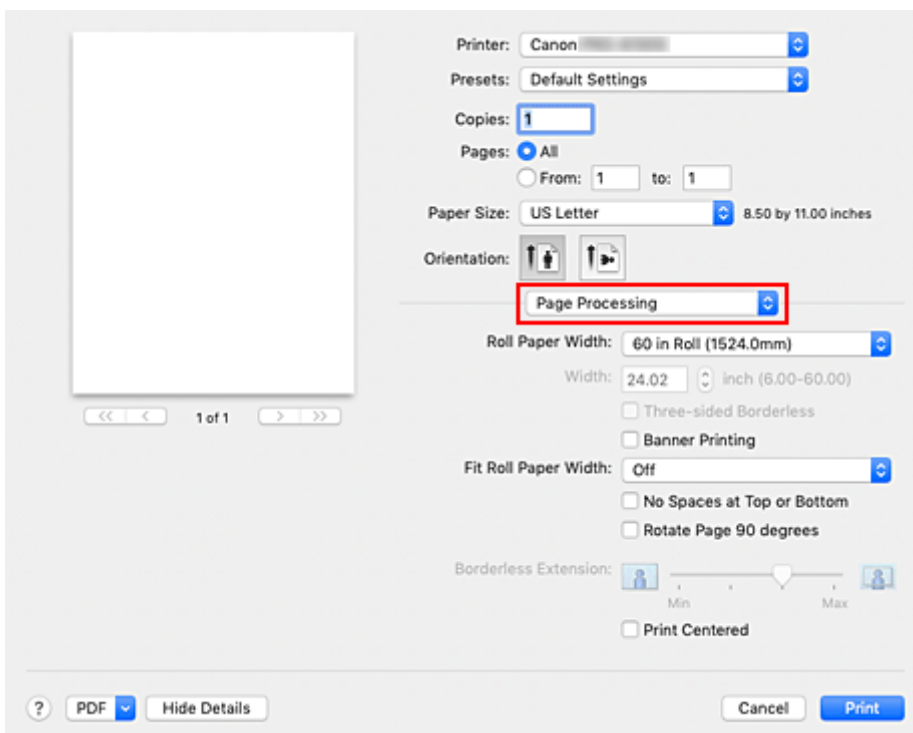 Printer: Canon
Presets: Default Settings
Copies: 1
Pages: All
From: 1 to: 1
Paper Size: US Letter 8.50 by 11.00 inches
Orientation:
Page Processing
Roll Paper Width: 60 in Roll (1524.0mm)
Width: 24.02 inch (6.00-60.00)
Three-sided Borderless
1 of 1
Banner Printing
Fit Roll Paper Width: Off
No Spaces at Top or Bottom
Rotate Page 90 degrees
Borderless Extension:
Min Max
Print Centered
? PDF Hide Details Cancel Print